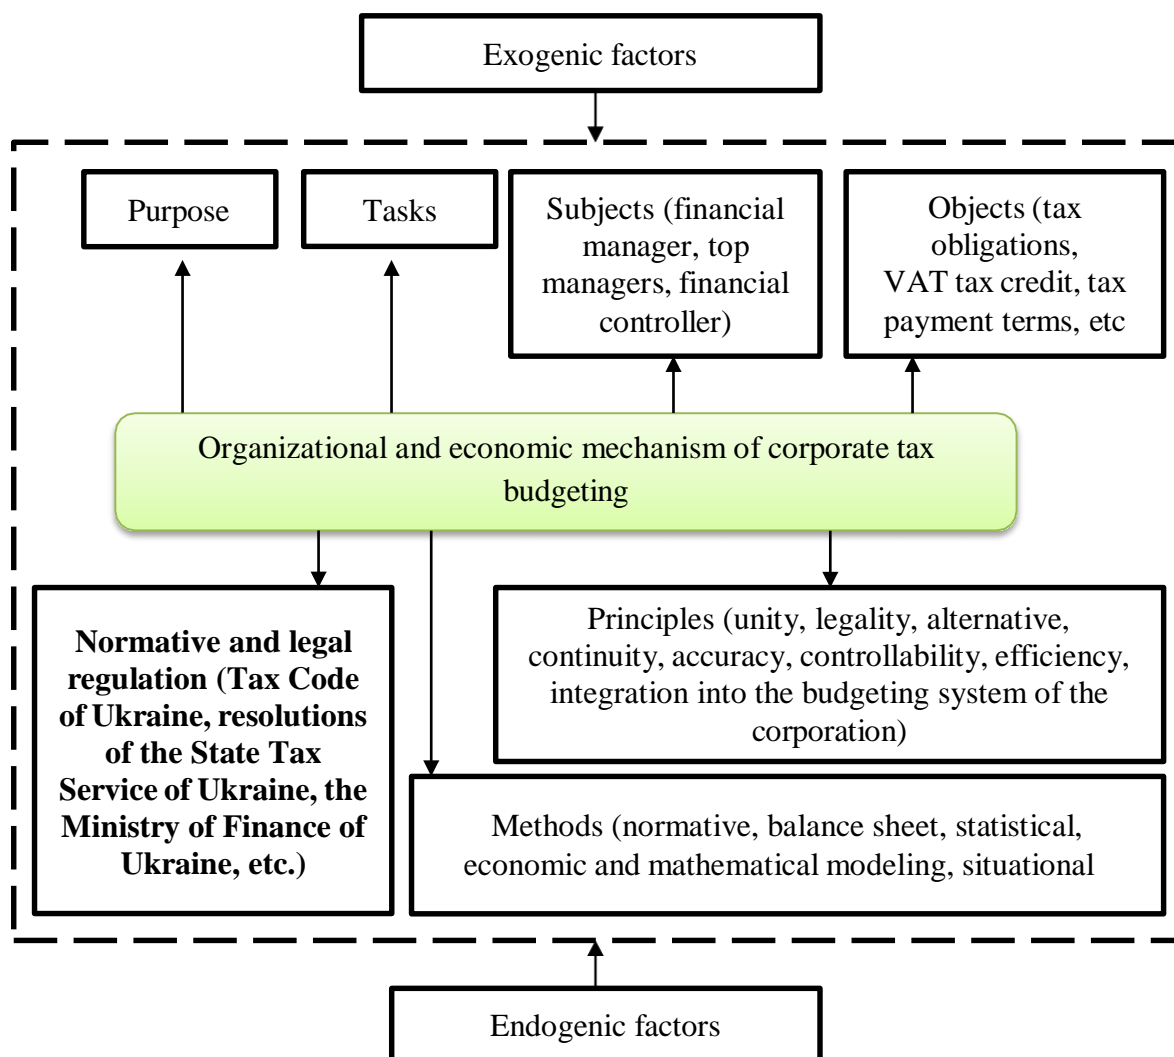 Exogenic factors
Purpose
Tasks
Subjects (financial
manager, top
managers, financial
controller)
Objects (tax
obligations,
VAT tax credit, tax
payment terms, etc
Organizational and economic mechanism of corporate tax
budgeting
Normative and legal
regulation (Tax Code
of Ukraine, resolutions
of the State Tax
Service of Ukraine, the
Ministry of Finance of
Ukraine, etc.)
Principles (unity, legality, alternative,
continuity, accuracy, controllability, efficiency,
integration into the budgeting system of the
corporation)
Methods (normative, balance sheet, statistical,
economic and mathematical modeling, situational
Endogenic factors